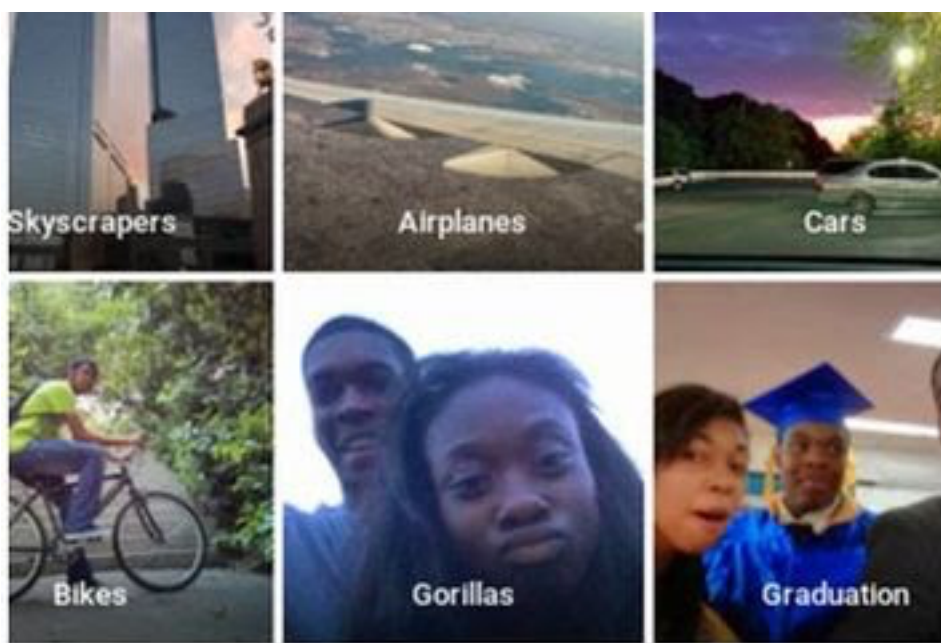 Skyscrapers
Airplanes
Cars
Bikes
Gorillas
Graduation